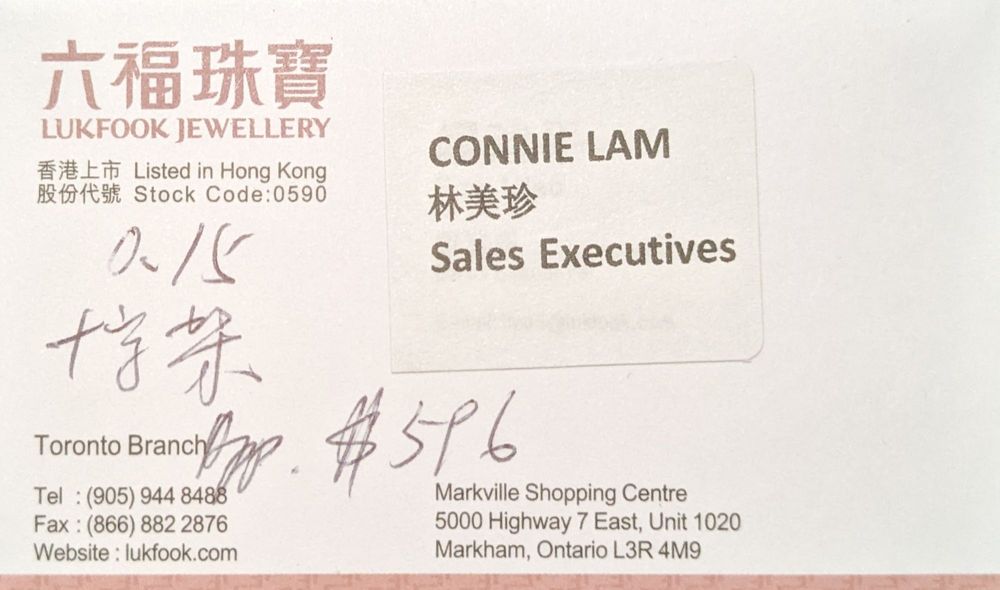 六福珠寶
LUKFOOK JEWELLERY
香港上市 Listed in Hong Kong
股份代號 Stock Code:0590
CONNIE LAM
林美珍
Sales Executives
0.15
十字架
App. $596
Toronto Branch
Tel : (905) 944 8488
Fax : (866) 882 2876
Website : lukfook.com
Markville Shopping Centre
5000 Highway 7 East, Unit 1020
Markham, Ontario L3R 4M9